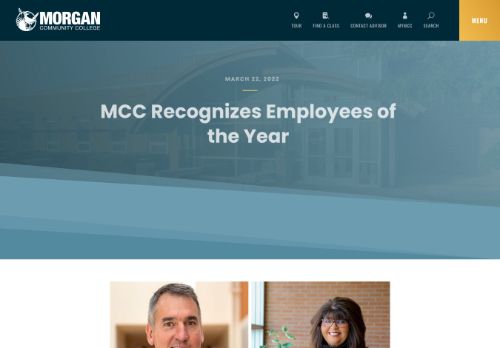 MORGAN
COMMUNITY COLLEGE
TOUR
FIND A CLASS
CONTACT ADVISOR
MYMCC
SEARCH
MENU
MARCH 22, 2022
MCC Recognizes Employees of
the Year